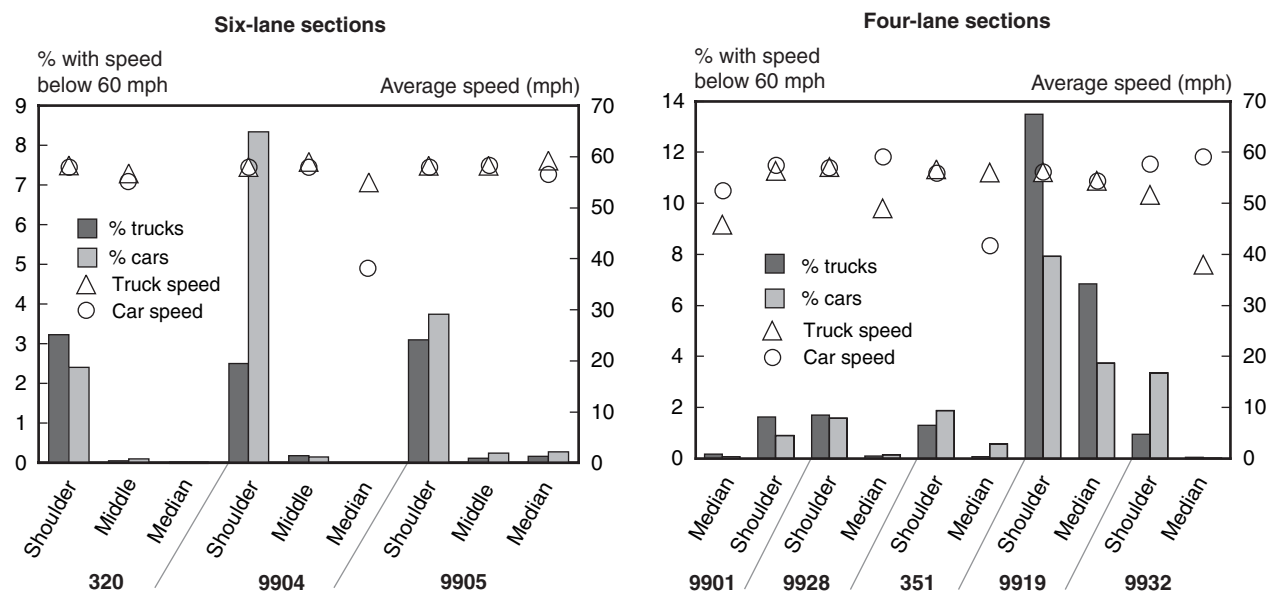 Six-lane sections
% with speed
below 60 mph
Average speed (mph)
9
8
7
6
5
4
3
2
1
0
70
60
50
40
30
20
10
0
% trucks
% cars
Truck speed
Car speed
Shoulder
Middle
Median
Shoulder
Middle
Median
Shoulder
Middle
Median
320
9904
9905
Four-lane sections
% with speed
below 60 mph
Average speed (mph)
14
12
10
8
6
4
2
0
70
60
50
40
30
20
10
0
% trucks
% cars
Truck speed
Car speed
Median
Shoulder
Shoulder
Median
Shoulder
Median
Shoulder
Median
Shoulder
Median
9901
9928
351
9919
9932